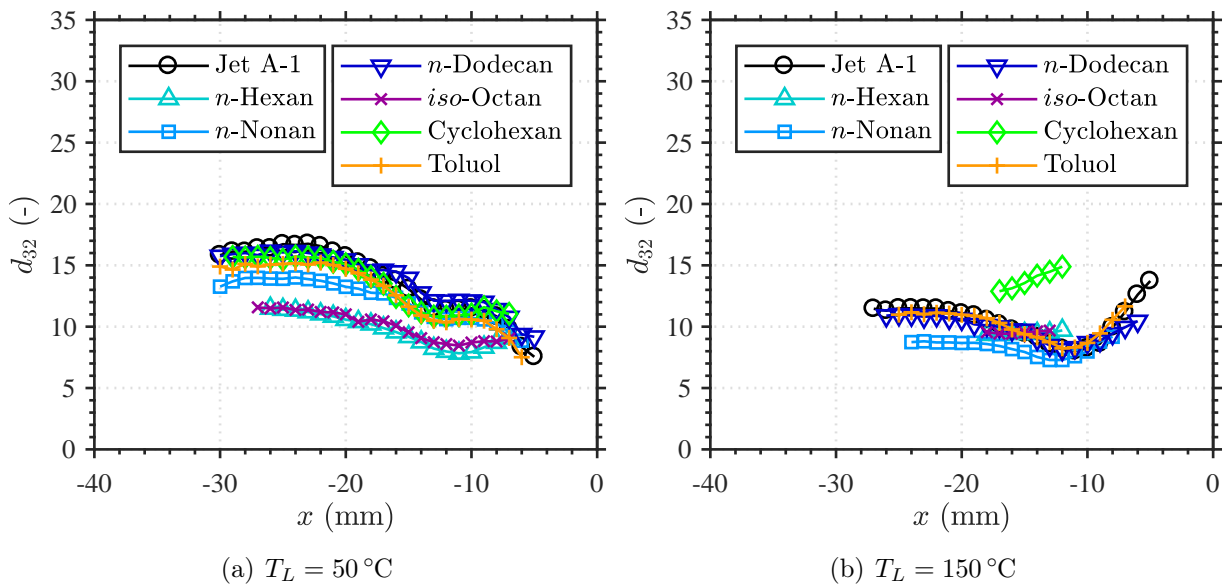 35
30
25
20
15
10
5
0
d32 (-)
Jet A-1
n-Hexan
n-Nonan
n-Dodecan
iso-Octan
Cyclohexan
Toluol
-40 -30 -20 -10 0
x (mm)
(a) T_L = 50 °C
35
30
25
20
15
10
5
0
d32 (-)
Jet A-1
n-Hexan
n-Nonan
n-Dodecan
iso-Octan
Cyclohexan
Toluol
-40 -30 -20 -10 0
x (mm)
(b) T_L = 150 °C